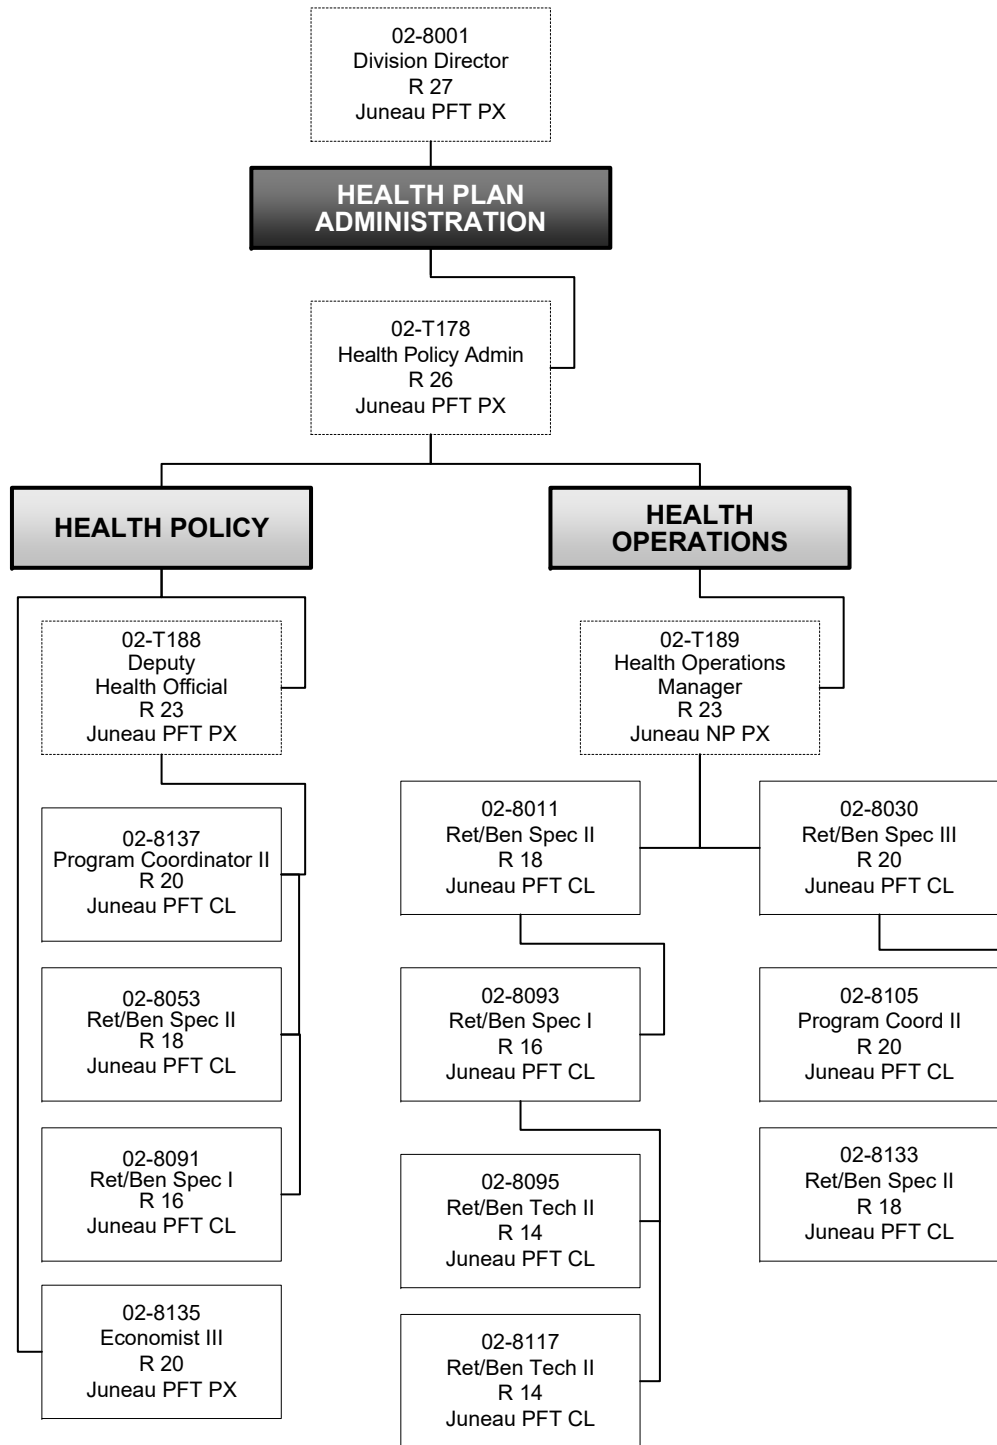 02-8001
Division Director
R 27
Juneau PFT PX
HEALTH PLAN
ADMINISTRATION
02-T178
Health Policy Admin
R 26
Juneau PFT PX
HEALTH POLICY
02-T188
Deputy
Health Official
R 23
Juneau PFT PX
02-8137
Program Coordinator II
R 20
Juneau PFT CL
02-8053
Ret/Ben Spec II
R 18
Juneau PFT CL
02-8091
Ret/Ben Spec I
R 16
Juneau PFT CL
02-8135
Economist III
R 20
Juneau PFT PX
HEALTH
OPERATIONS
02-T189
Health Operations
Manager
R 23
Juneau NP PX
02-8011
Ret/Ben Spec II
R 18
Juneau PFT CL
02-8093
Ret/Ben Spec I
R 16
Juneau PFT CL
02-8095
Ret/Ben Tech II
R 14
Juneau PFT CL
02-8117
Ret/Ben Tech II
R 14
Juneau PFT CL
02-8030
Ret/Ben Spec III
R 20
Juneau PFT CL
02-8105
Program Coord II
R 20
Juneau PFT CL
02-8133
Ret/Ben Spec II
R 18
Juneau PFT CL